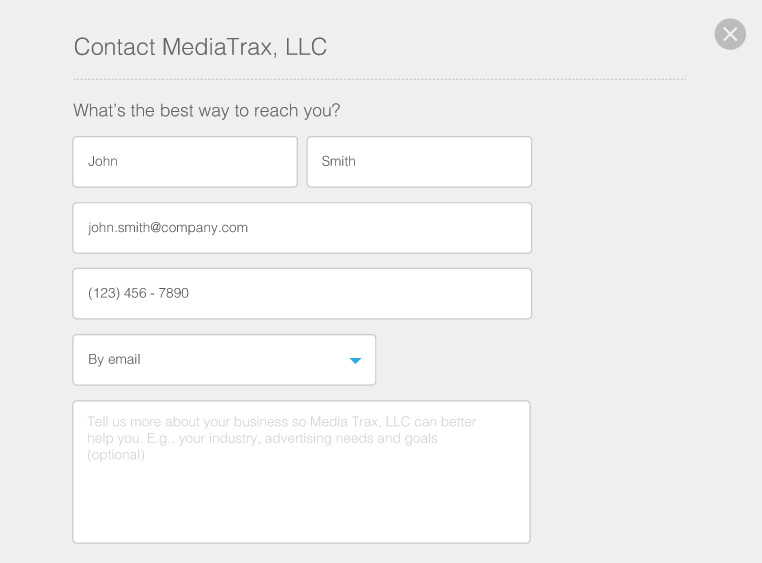 Contact MediaTrax, LLC
What's the best way to reach you?
John
Smith
john.smith@company.com
(123) 456 - 7890
By email
Tell us more about your business so Media Trax, LLC can better
help you. E.g., your industry, advertising needs and goals
(optional)